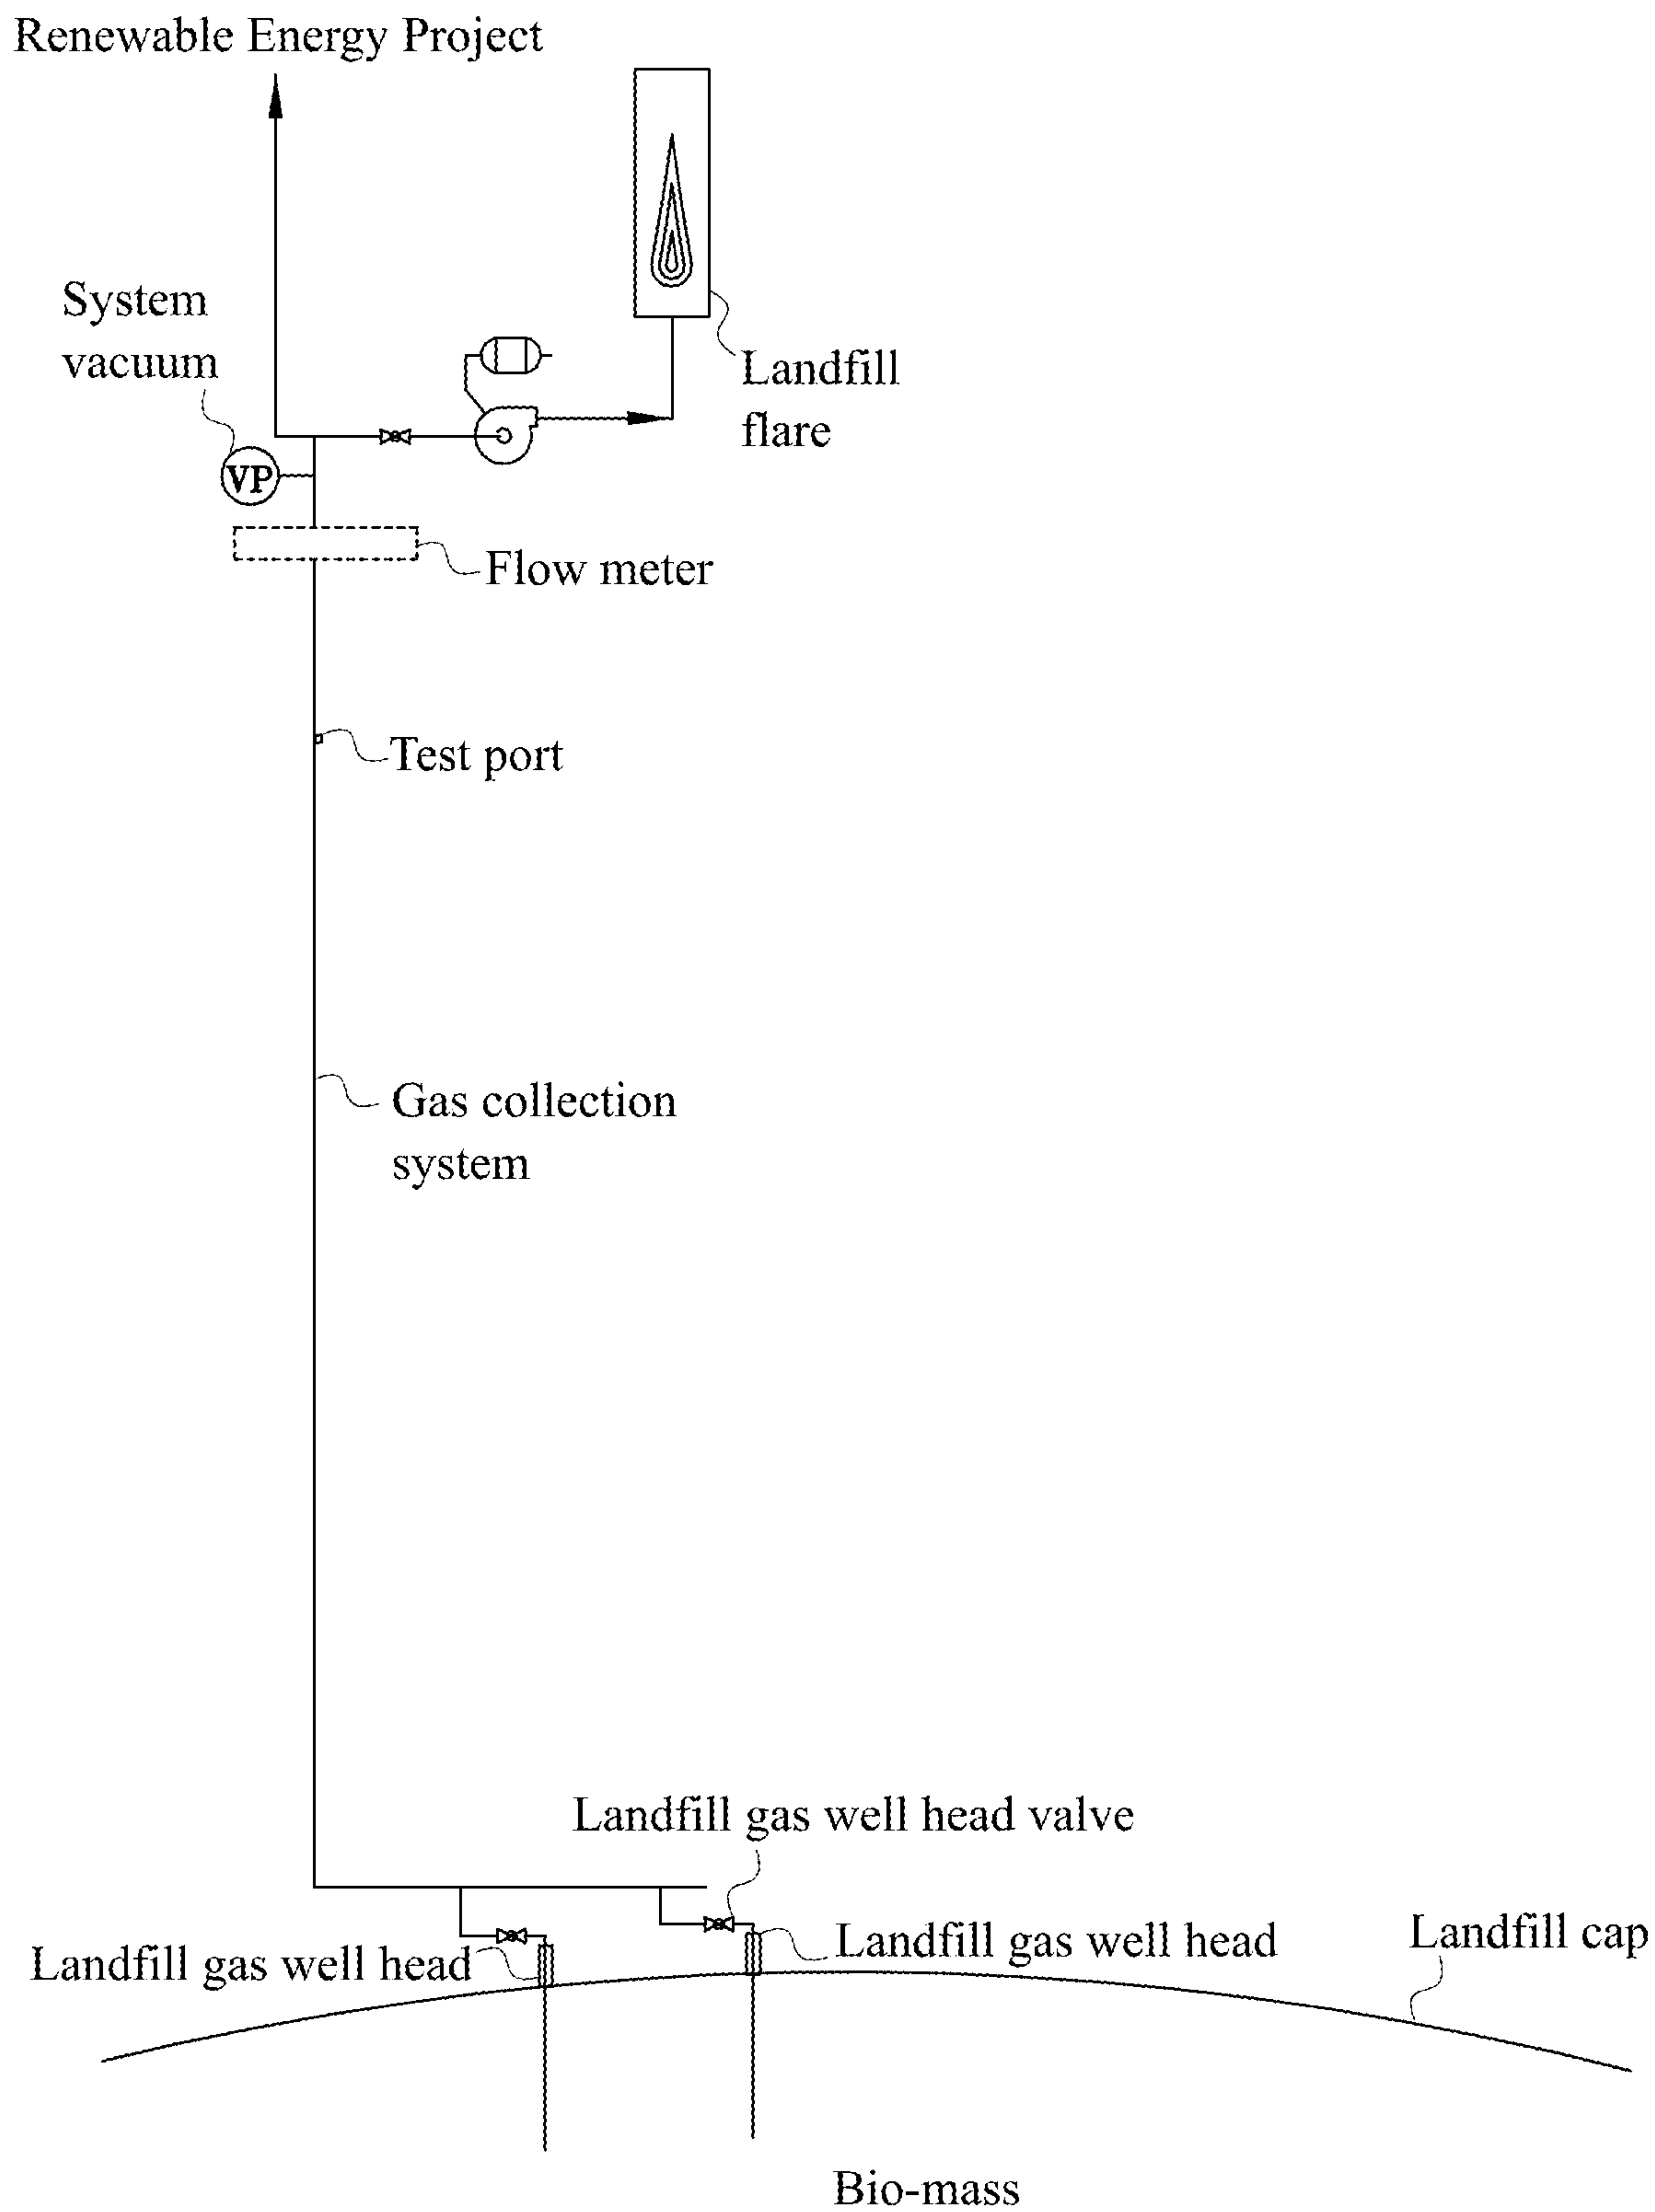 Renewable Energy Project
System
vacuum
Landfill
flare
VP
Flow meter
Test port
Gas collection
system
Landfill gas well head valve
Landfill gas well head
Landfill cap
Landfill gas well head
Bio-mass